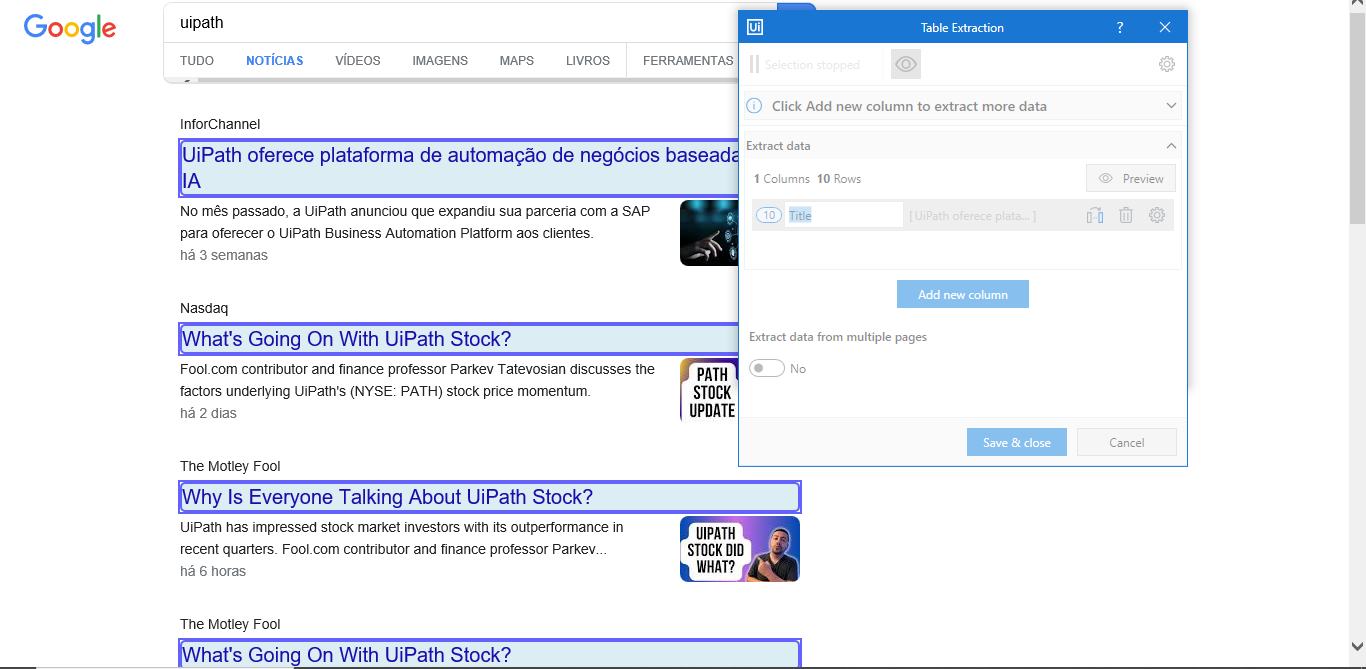 Google
uipath
TUDO NOTÍCIAS VÍDEOS IMAGENS MAPS LIVROS FERRAMENTAS
InforChannel
UiPath oferece plataforma de automação de negócios baseada
IA
No mês passado, a UiPath anunciou que expandiu sua parceria com a SAP
para oferecer o UiPath Business Automation Platform aos clientes.
há 3 semanas
Nasdaq
What's Going On With UiPath Stock?
Fool.com contributor and finance professor Parkev Tatevosian discusses the
factors underlying UiPath's (NYSE: PATH) stock price momentum.
há 2 dias
PATH
STOCK
UPDATE
The Motley Fool
Why Is Everyone Talking About UiPath Stock?
UiPath has impressed stock market investors with its outperformance in
recent quarters. Fool.com contributor and finance professor Parkev...
há 6 horas
UIPATH
STOCK DID
WHAT?
The Motley Fool
What's Going On With UiPath Stock?
Ui Table Extraction ?
Selection stopped
Click Add new column to extract more data
Extract data
1 Columns 10 Rows Preview
10 Title [ UiPath oferece plata... ]
Add new column
Extract data from multiple pages
No
Save & close Cancel